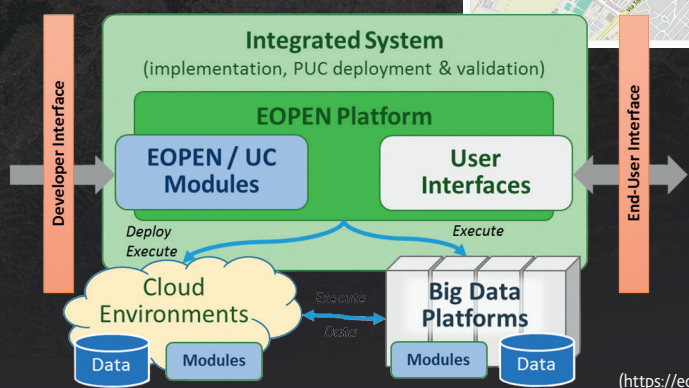 Integrated System
(implementation, PUC deployment & validation)
EOPEN Platform
EOPEN / UC
Modules
User
Interfaces
Developer Interface
End-User Interface
Deploy
Execute
Execute
Cloud
Environments
Execute
Data
Big Data
Platforms
Data
Modules
Modules
Data